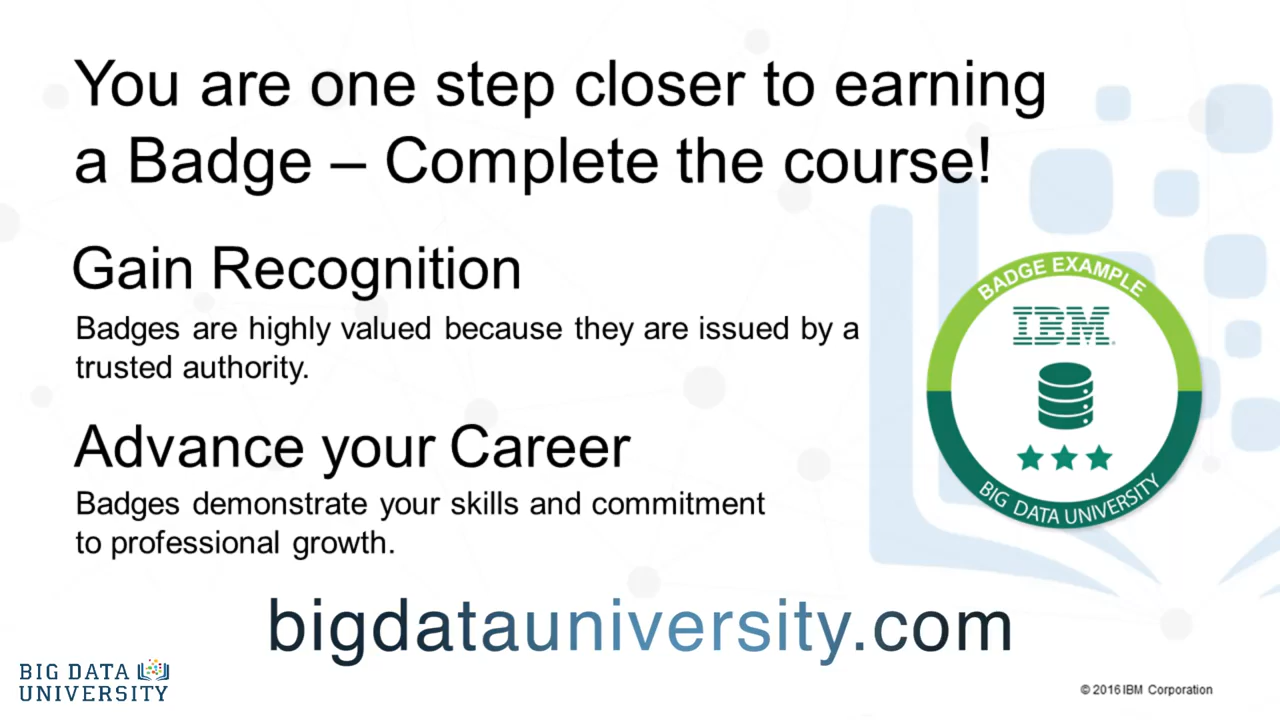 You are one step closer to earning
a Badge – Complete the course!
Gain Recognition
Badges are highly valued because they are issued by a
trusted authority.
BADGE EXAMPLE
IBM
BIG DATA UNIVERSITY
Advance your Career
Badges demonstrate your skills and commitment
to professional growth.
bigdatauniversity.com
BIG DATA
UNIVERSITY
© 2016 IBM Corporation